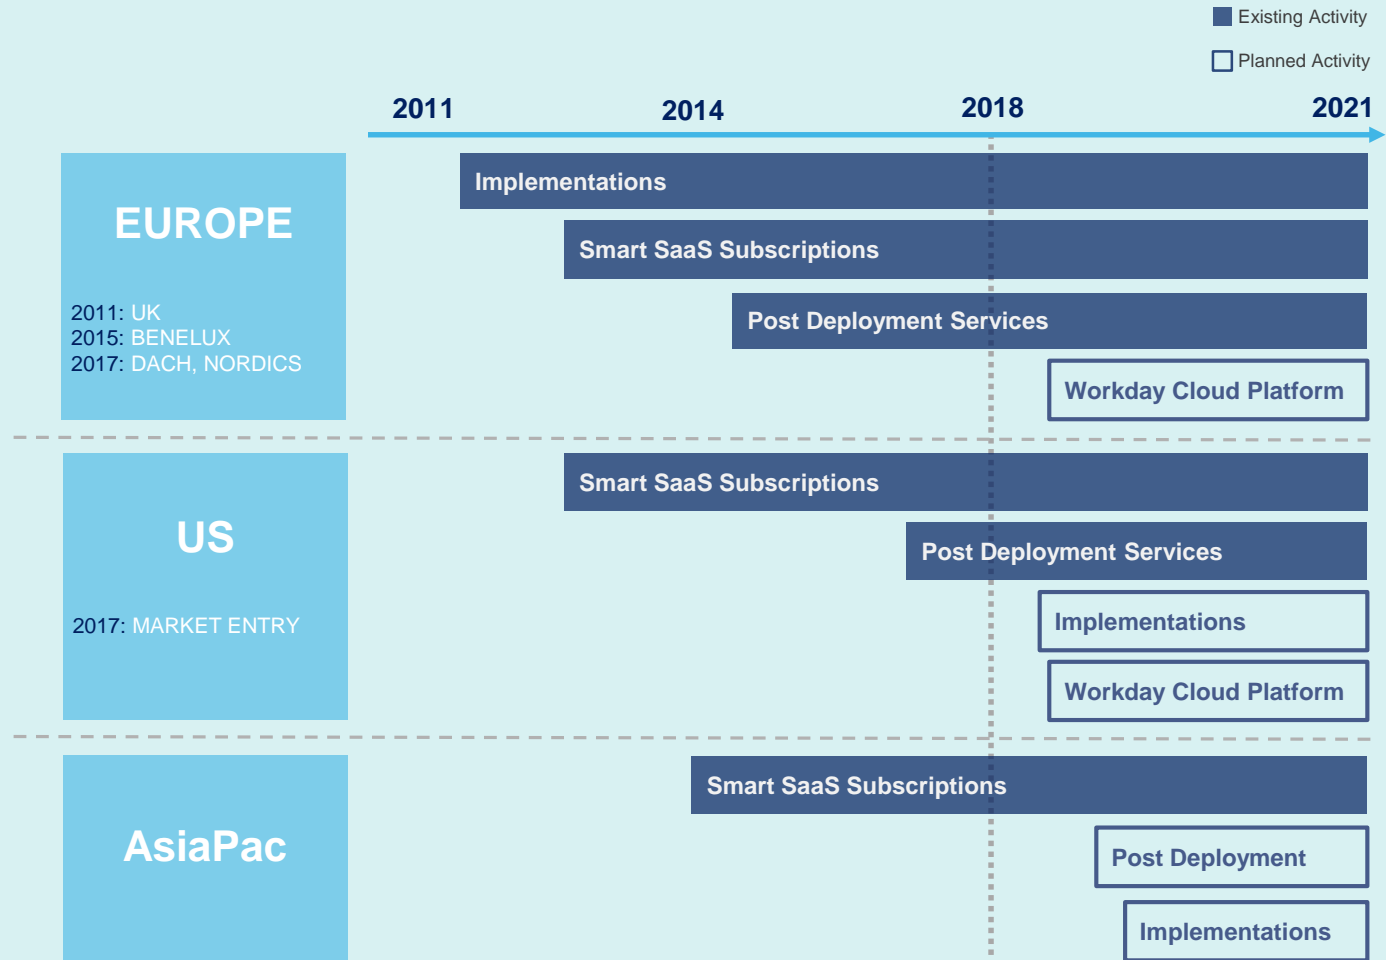 Existing Activity
Planned Activity
2011 2014 2018 2021
EUROPE
2011: UK
2015: BENELUX
2017: DACH, NORDICS
Implementations
Smart SaaS Subscriptions
Post Deployment Services
Workday Cloud Platform
US
2017: MARKET ENTRY
Smart SaaS Subscriptions
Post Deployment Services
Implementations
Workday Cloud Platform
AsiaPac
Smart SaaS Subscriptions
Post Deployment
Implementations